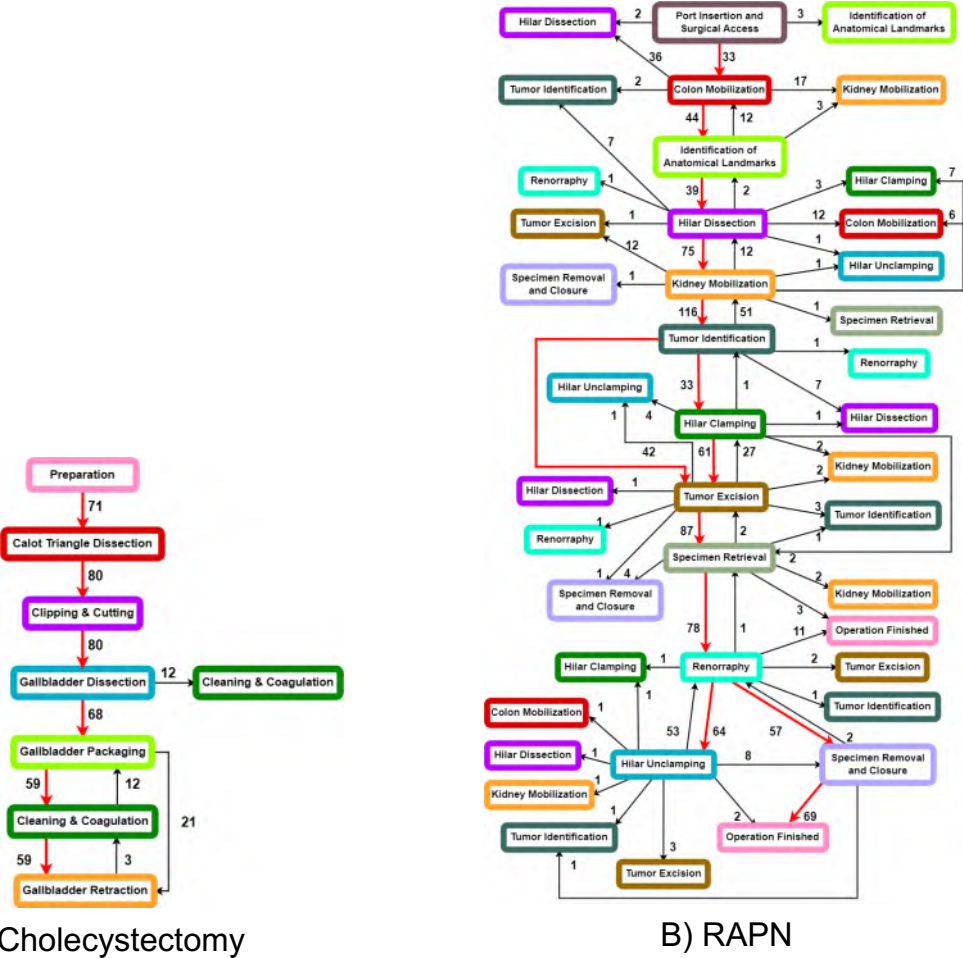 Preparation
71
Calot Triangle Dissection
80
Clipping & Cutting
80
Gallbladder Dissection
12
Cleaning & Coagulation
68
Gallbladder Packaging
59
12
21
Cleaning & Coagulation
59
3
Gallbladder Retraction
Cholecystectomy
Hilar Dissection
2
Port Insertion and
Surgical Access
3
Identification of
Anatomical Landmarks
36
33
Tumor Identification
2
Colon Mobilization
17
Kidney Mobilization
44
12
3
7
Identification of
Anatomical Landmarks
Renorraphy
1
39
2
3
Hilar Clamping
7
Tumor Excision
1
Hilar Dissection
12
Colon Mobilization
6
12
75
12
1
Specimen Removal
and Closure
1
Kidney Mobilization
1
Hilar Unclamping
116
51
1
Specimen Retrieval
Tumor Identification
1
Renorraphy
33
1
7
Hilar Unclamping
1
4
Hilar Clamping
1
Hilar Dissection
42
61
27
2
Kidney Mobilization
2
Hilar Dissection
1
Tumor Excision
3
Tumor Identification
Renorraphy
1
87
2
1
Specimen Retrieval
2
1
4
Specimen Removal
and Closure
2
Kidney Mobilization
3
Operation Finished
78
1
11
Hilar Clamping
1
Renorraphy
2
Tumor Excision
1
Tumor Identification
Colon Mobilization
1
1
53
64
57
2
Hilar Dissection
1
Hilar Unclamping
8
Specimen Removal
and Closure
Kidney Mobilization
1
1
2
69
Tumor Identification
Operation Finished
1
3
Tumor Excision
B) RAPN